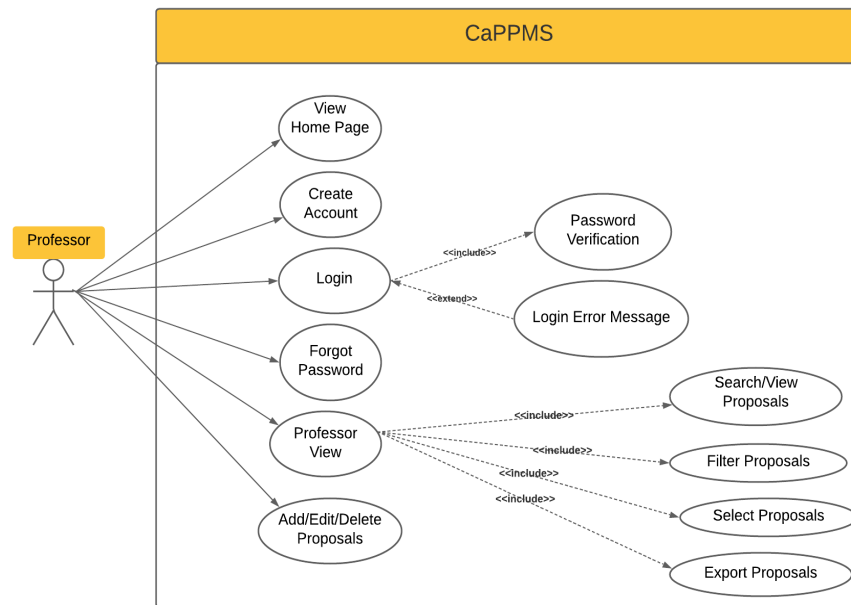 CaPPMS
View
Home Page
Create
Account
Professor
Password
Verification
<<include>>
Login
<<extend>>
Login Error Message
Forgot
Password
Search/View
Proposals
<<include>>
Professor
View
<<include>>
Filter Proposals
<<include>>
<<include>>
Select Proposals
Add/Edit/Delete
Proposals
Export Proposals